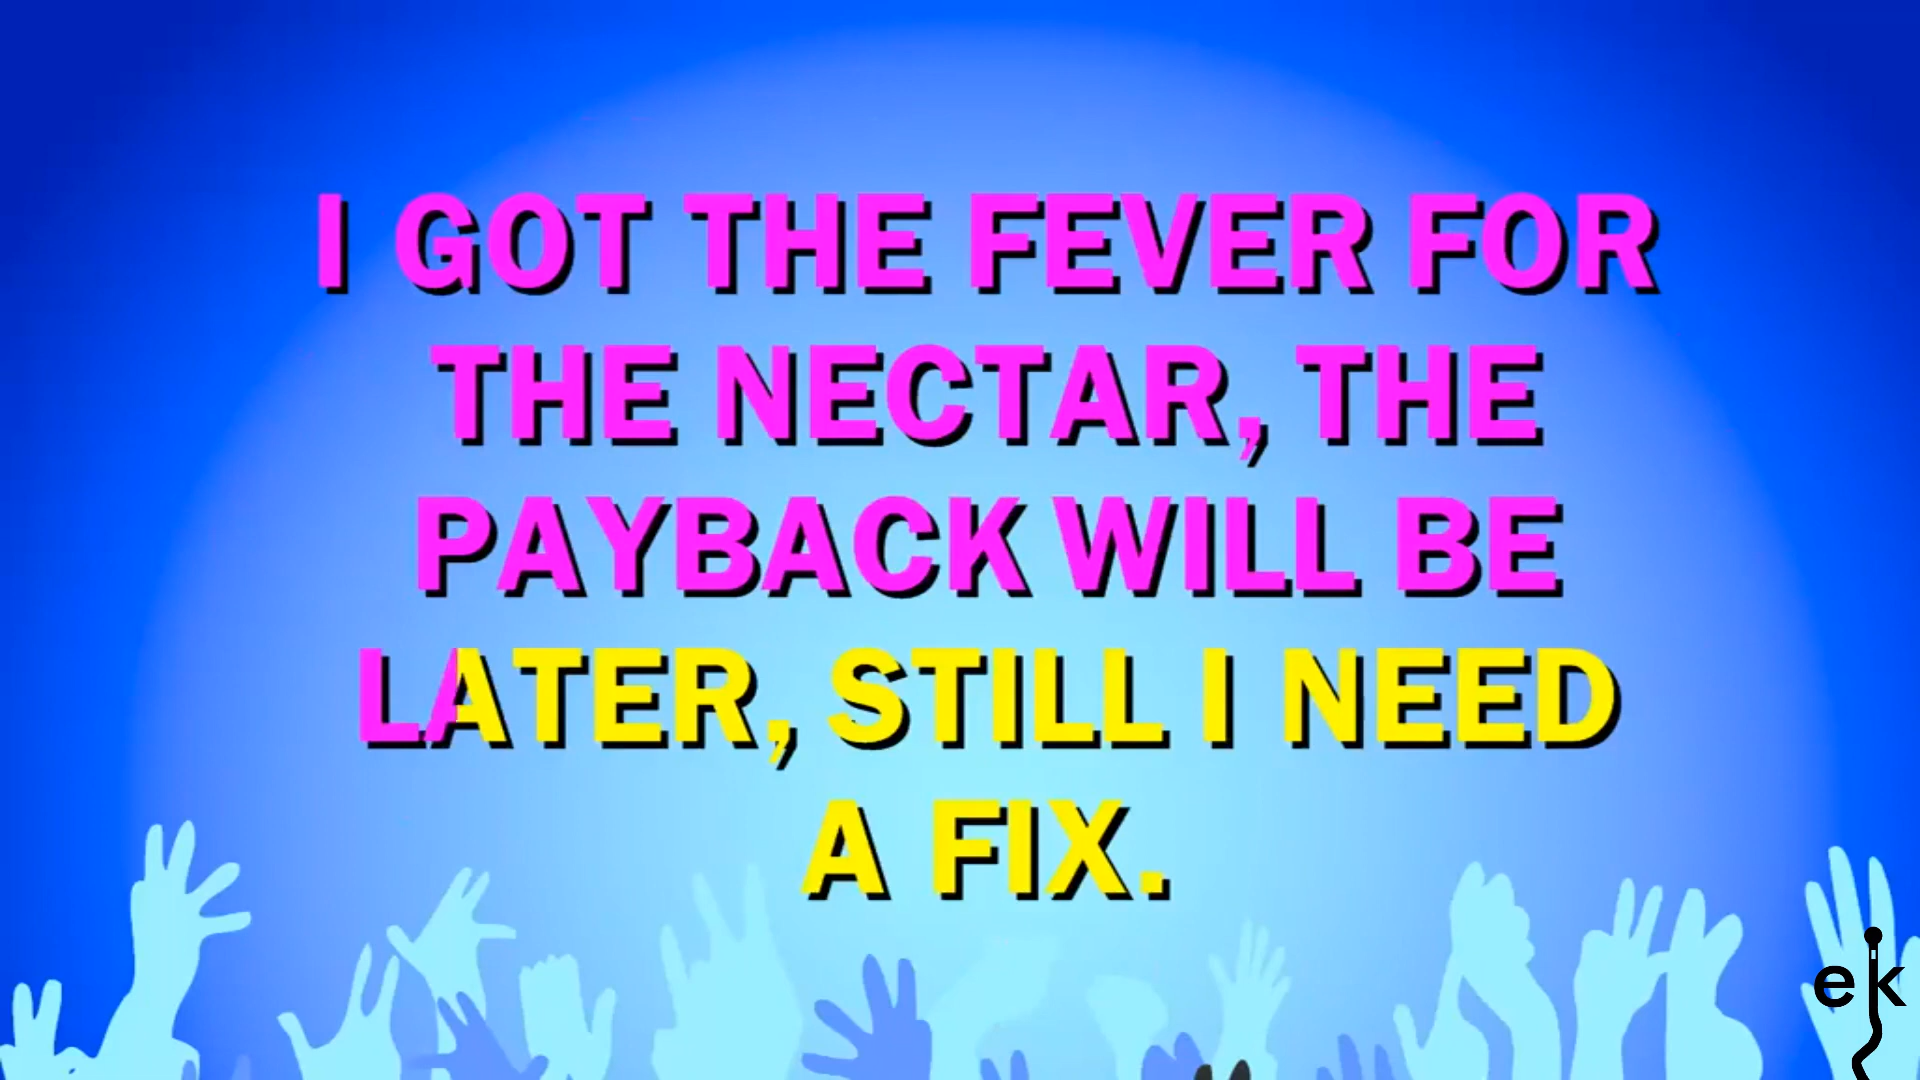 I GOT THE FEVER FOR
THE NECTAR, THE
PAYBACK WILL BE
LATER, STILL I NEED
A FIX.
ek